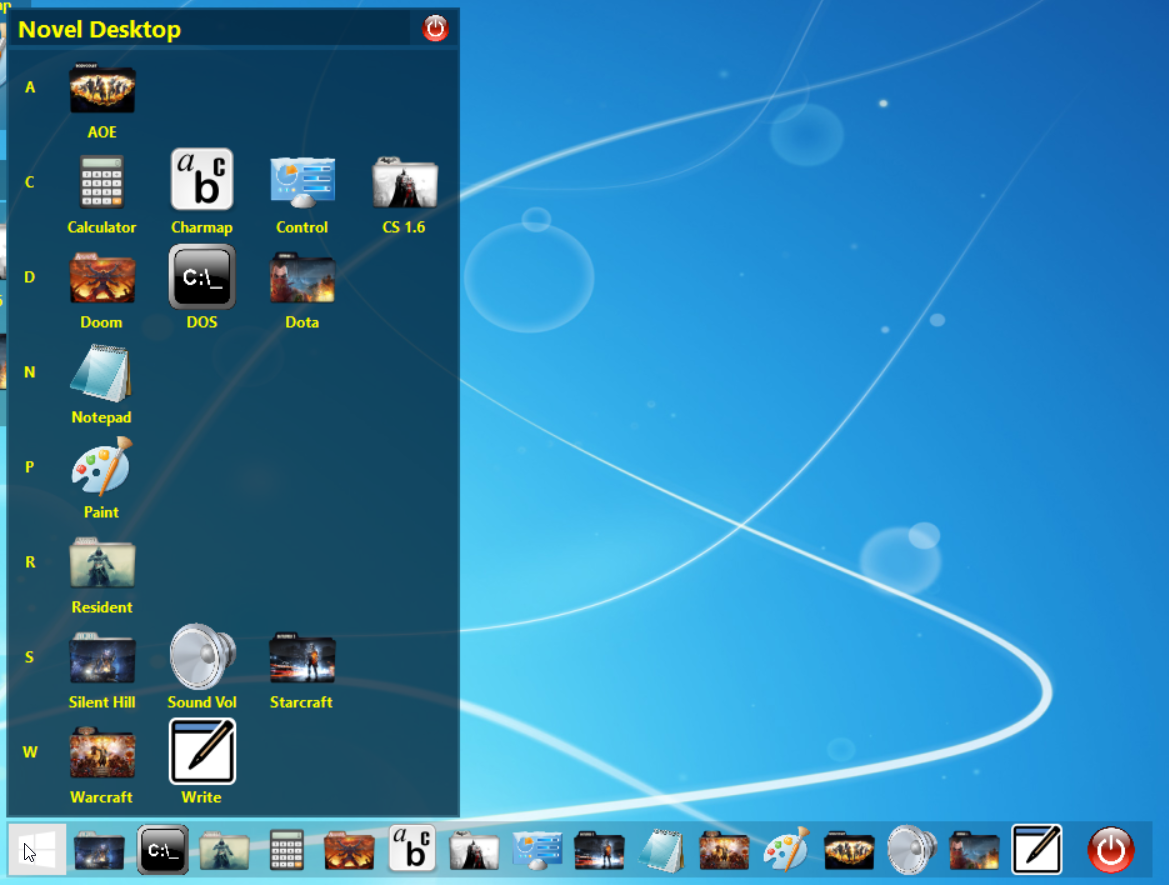 Novel Desktop
A
AOE
C
a b c
C:\_
Calculator Charmap Control CS 1.6
D
Doom DOS Dota
N
Notepad
P
Paint
R
Resident
S
Silent Hill Sound Vol Starcraft
W
Warcraft Write
C:\_
a b c